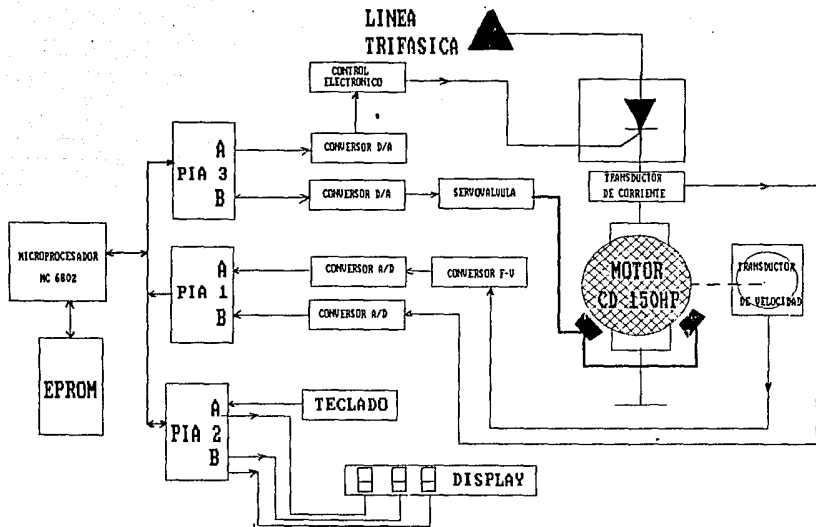 LINEA
TRIFASICA
CONTROL
ELECTRONICO
A
PIA 3
B
CONVERSOR D/A
CONVERSOR D/A
SERVOVALVULA
TRANSDUCTOR
DE CORRIENTE
MICROPROCESADOR
MC 6802
A
PIA 1
B
CONVERSOR A/D
CONVERSOR A/D
CONVERSOR F-V
MOTOR
CD 150HP
TRANSDUCTOR
DE VELOCIDAD
EPROM
A
PIA 2
B
TECLADO
DISPLAY